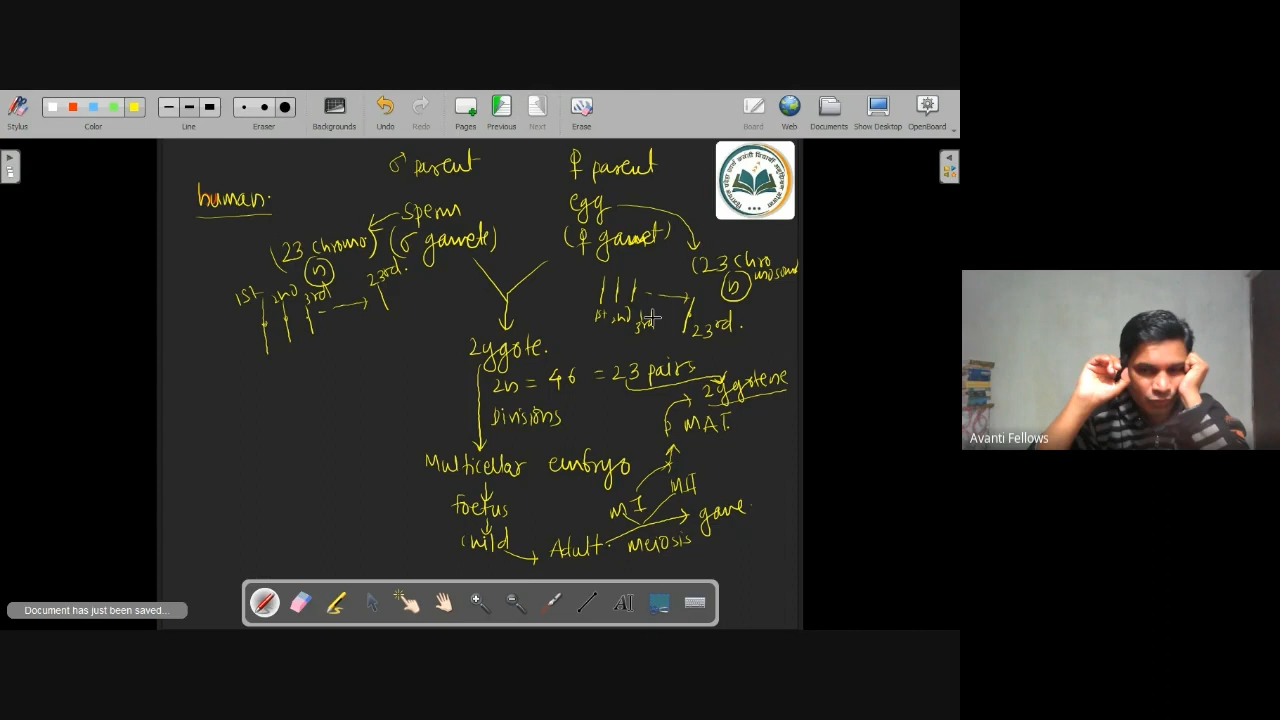 Stylus
Color
Line
Eraser
Backgrounds
Undo
Redo
Pages
Previous
Next
Erase
Board
Web
Documents
Show Desktop
OpenBoard
♂ parent
♀ parent
human.
sperm
egg
(23 chromo)
(♂ gamete)
(♀ gamet)
(23 chro
mosom
n
n
1st
2nd
3rd
23rd.
1st
2nd
3rd
23rd.
zygote.
2n = 46 = 23 pairs
Divisions
zygotene
MAT.
Multicellar embryo
MI
MII
foetus
game
child
Adult.
meiosis
Avanti Fellows
Document has just been saved...